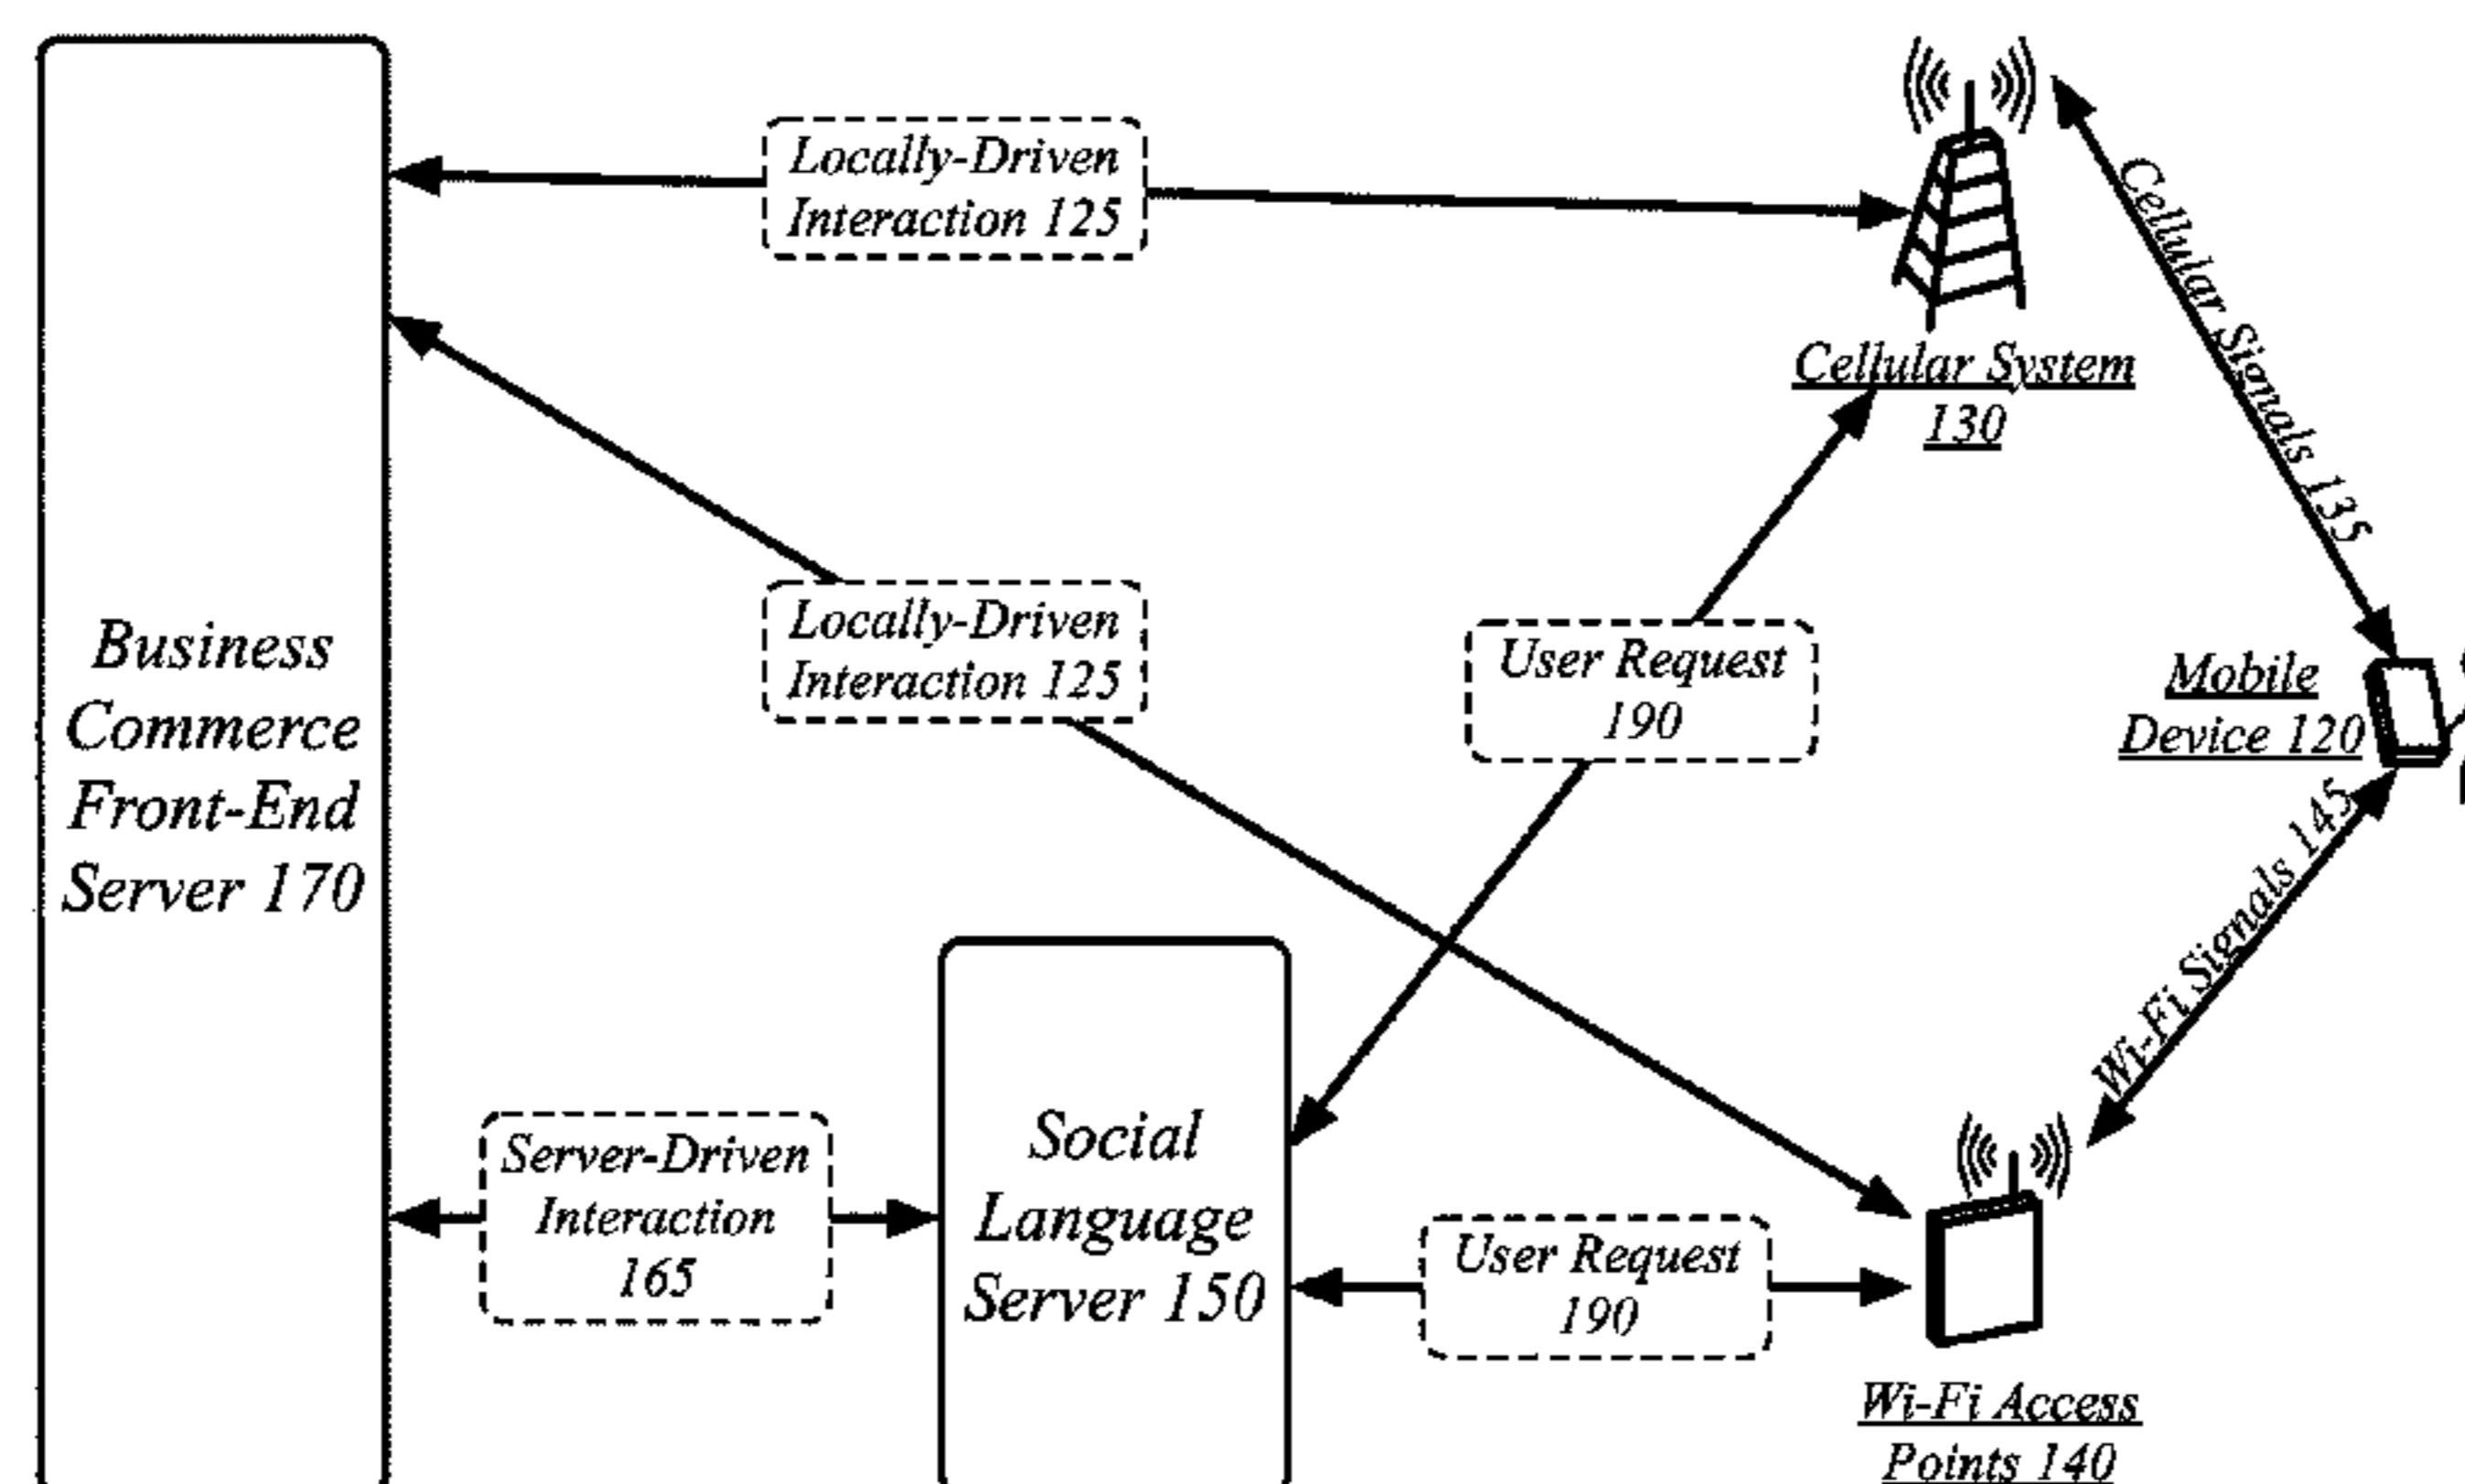 Locally-Driven
Interaction 125
Cellular System
130
Cellular Signals 135
Business
Commerce
Front-End
Server 170
Locally-Driven
Interaction 125
User Request
190
Mobile
Device 120
Wi-Fi Signals 145
Server-Driven
Interaction
165
Social
Language
Server 150
User Request
190
Wi-Fi Access
Points 140